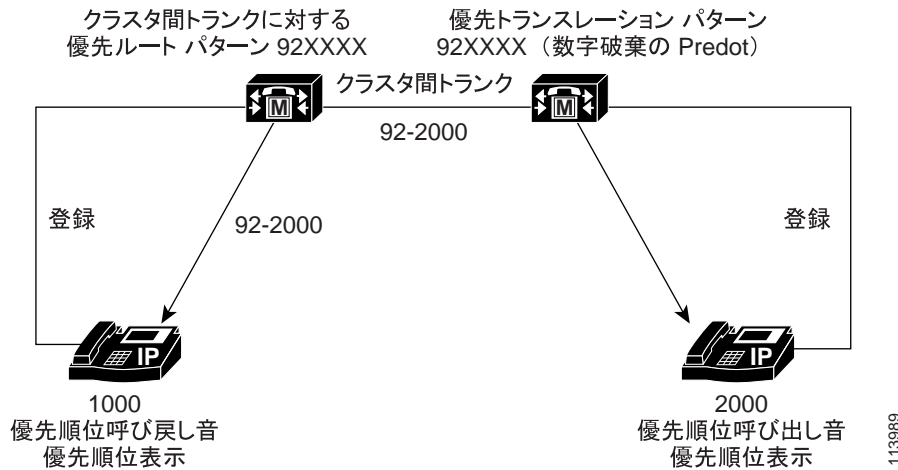 クラスタ間トランクに対する
優先ルート パターン 92XXXX
優先トランスレーション パターン
92XXXX（数字破棄の Predot）
M
クラスタ間トランク
M
92-2000
登録
92-2000
登録
IP
IP
1000
優先順位呼び戻し音
優先順位表示
2000
優先順位呼び出し音
優先順位表示
113989